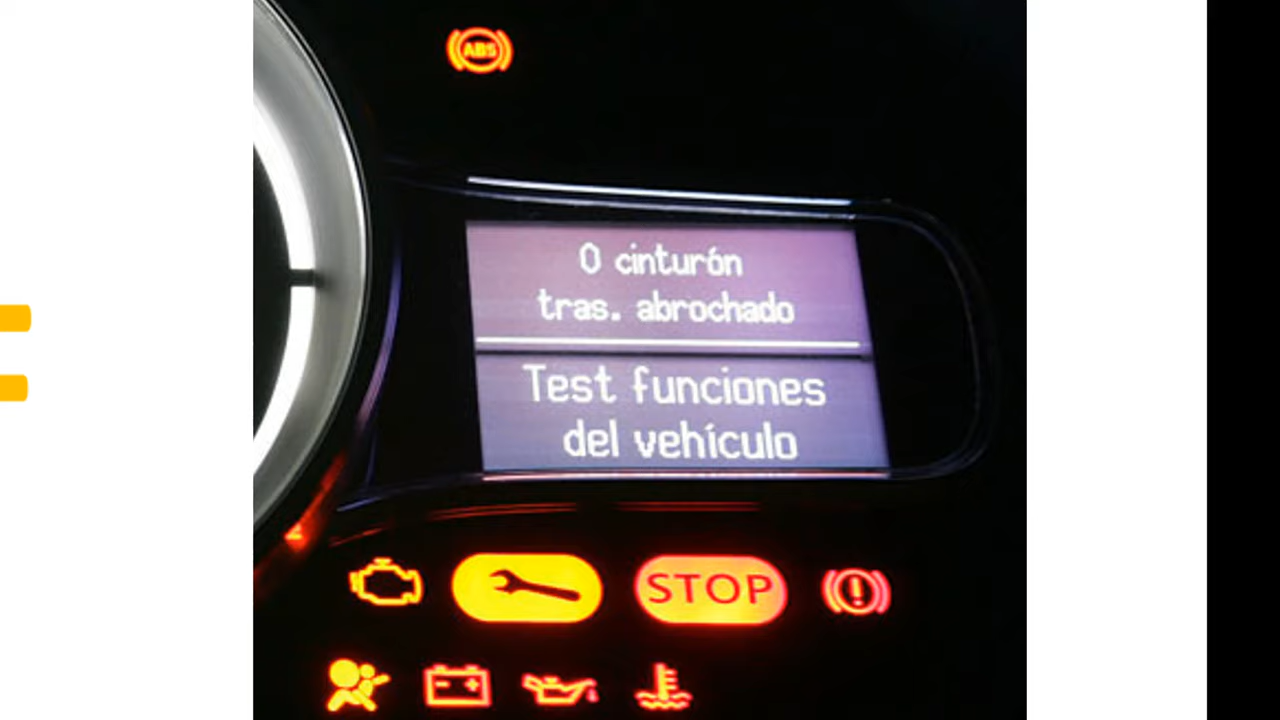 ABS
0 cinturón
tras. abrochado
Test funciones
del vehículo
STOP